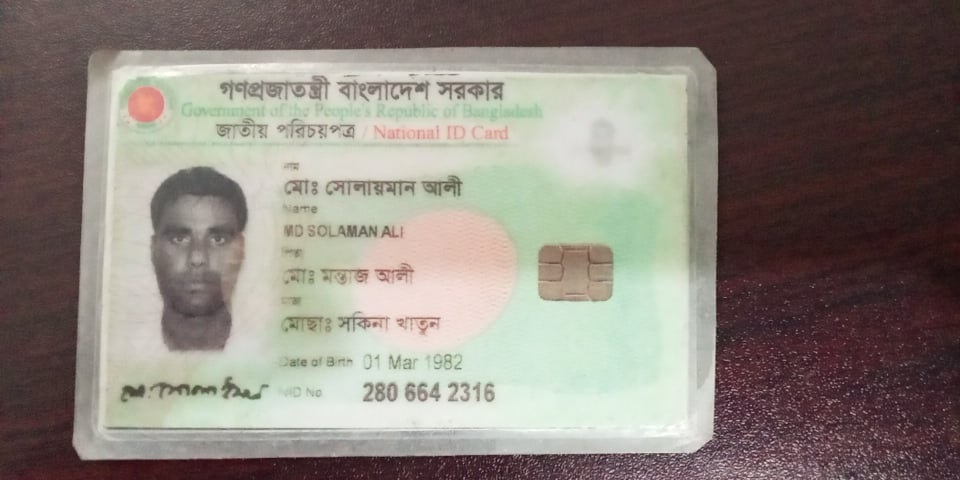 গণপ্রজাতন্ত্রী বাংলাদেশ সরকার
Government of the People's Republic of Bangladesh
জাতীয় পরিচয়পত্র / National ID Card
নাম
মোঃ সোলায়মান আলী
Name
MD SOLAMAN ALI
পিতা
মোঃ মন্তাজ আলী
মাতা
মোছাঃ সকিনা খাতুন
Date of Birth 01 Mar 1982
NID No 280 664 2316